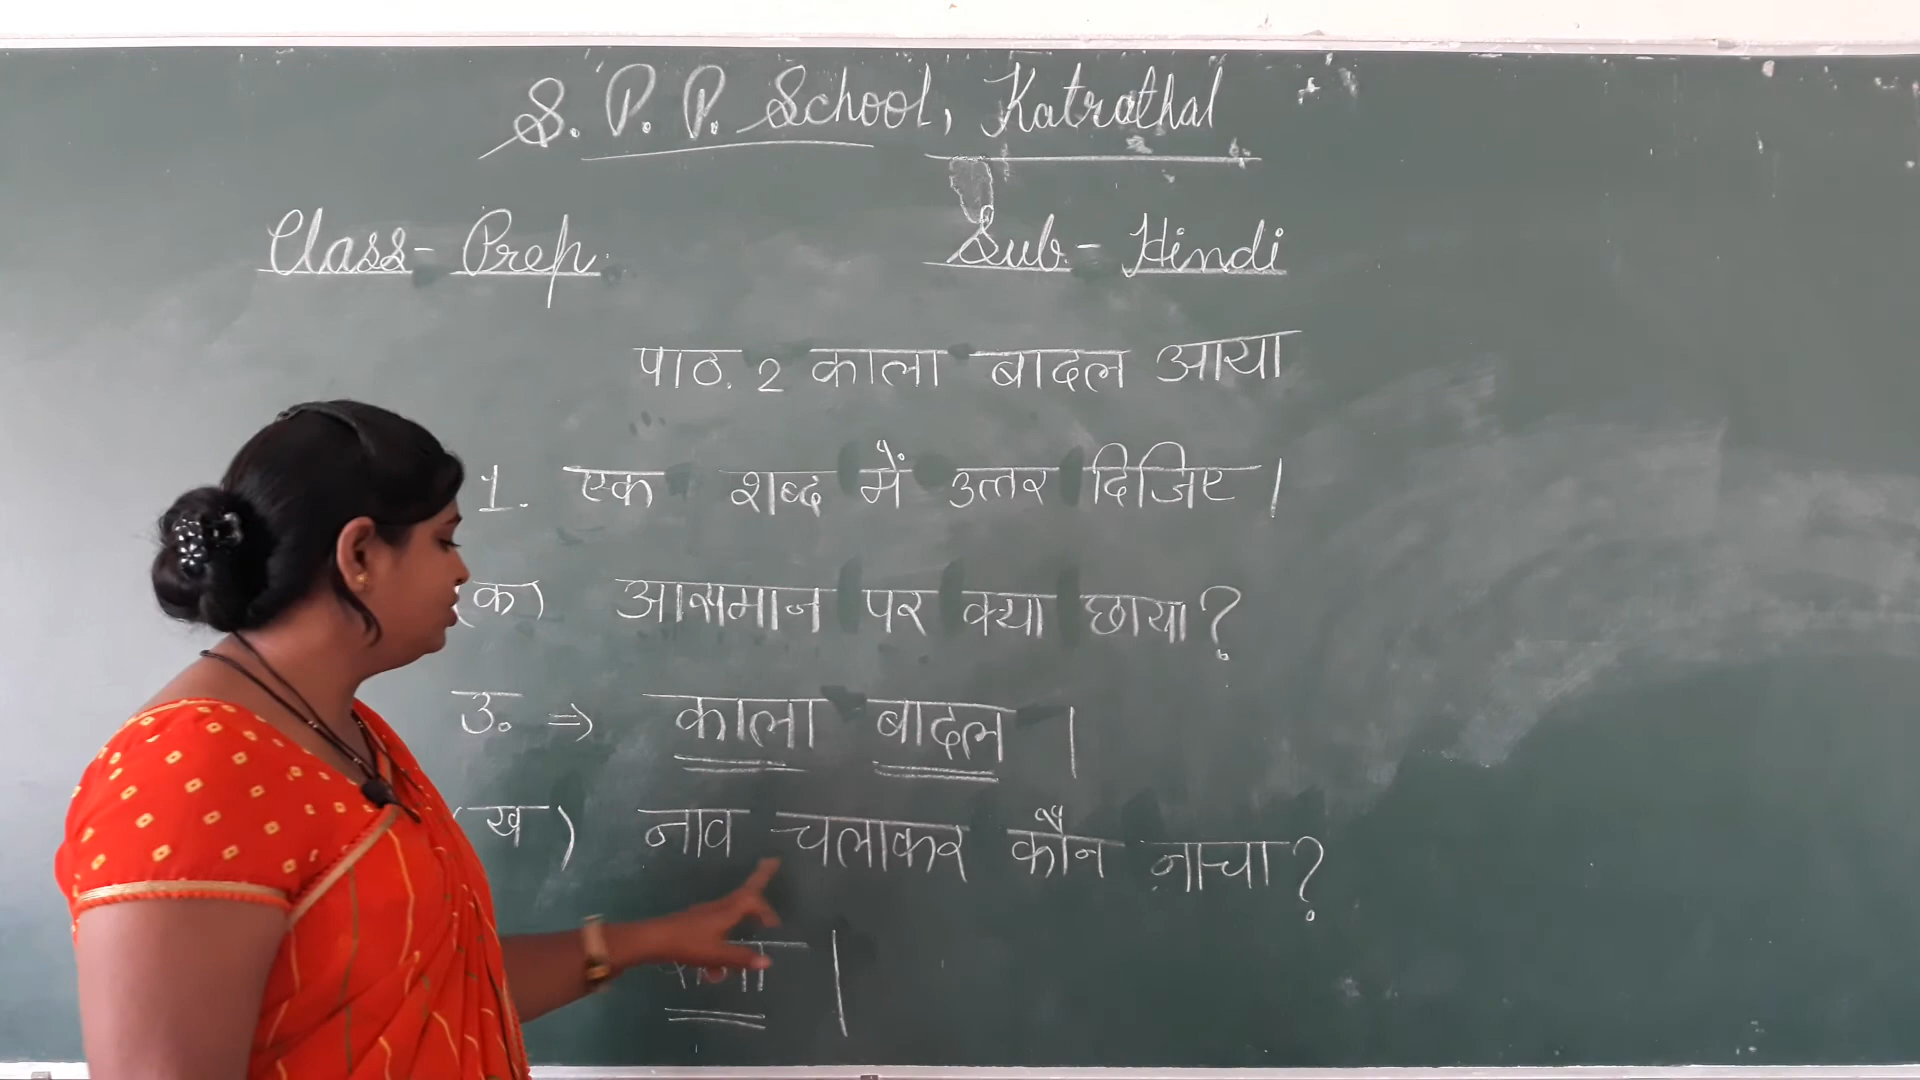 S. P. P. School, Katrathal
Class- Prep. Sub.- Hindi
पाठ. 2 काला बादल आया
1. एक शब्द में उत्तर दिजिए।
(क) आसमान पर क्या छाया?
उ. ⇒ काला बादल ।
(ख) नाव चलाकर कौन नाचा?
।